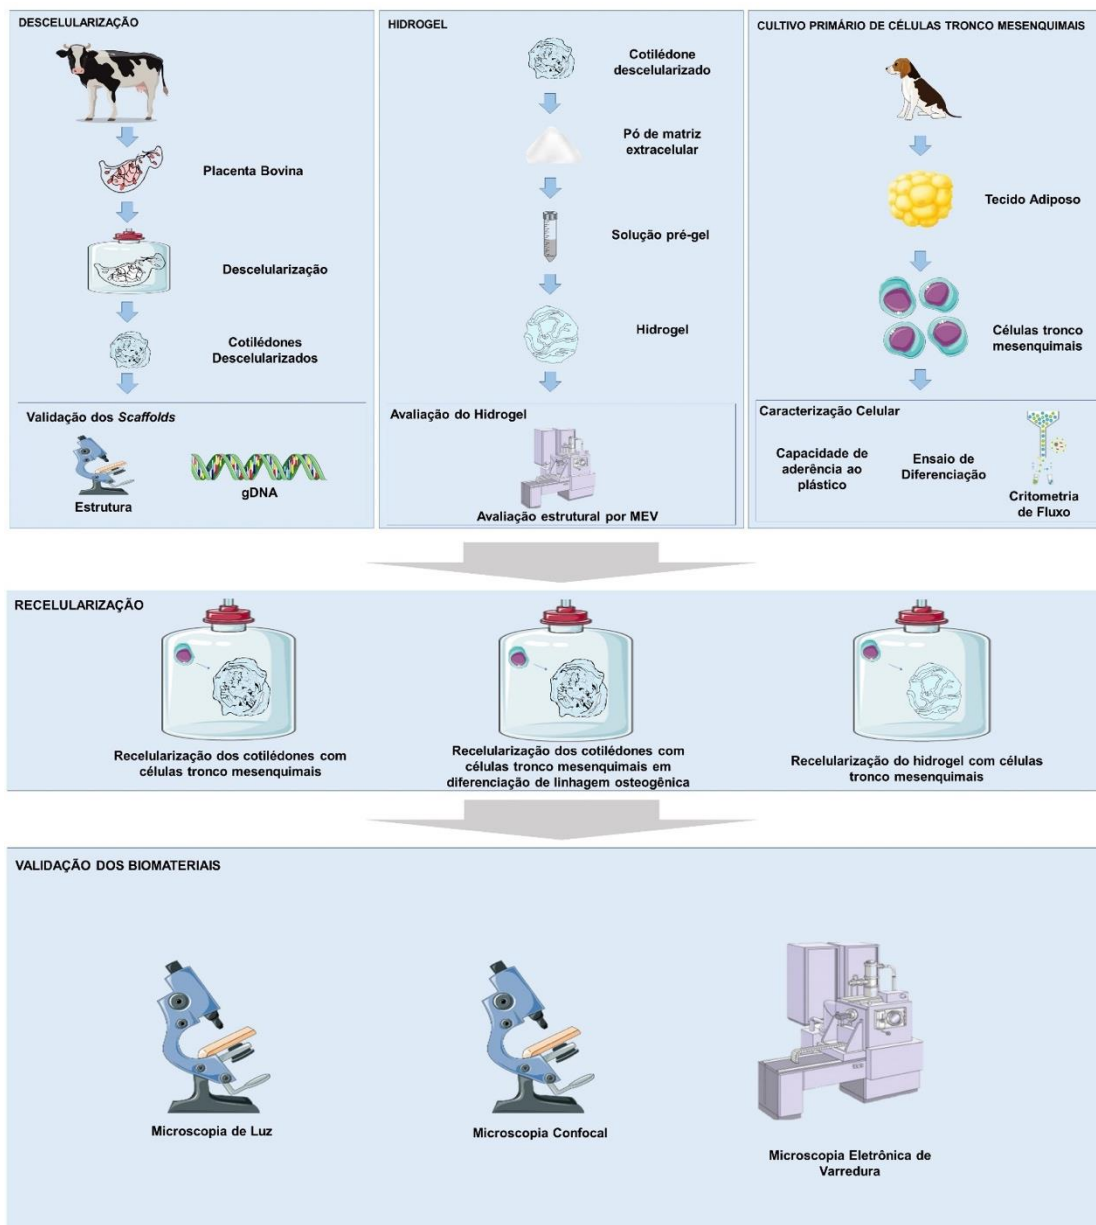 DESCELULARIZAÇÃO
Placenta Bovina
Descelularização
Cotilédones
Descelularizados
Validação dos Scaffolds
Estrutura
gDNA
HIDROGEL
Cotilédone
descelularizado
Pó de matriz
extracelular
Solução pré-gel
Hidrogel
Avaliação do Hidrogel
Avaliação estrutural por MEV
CULTIVO PRIMÁRIO DE CÉLULAS TRONCO MESENQUIMAIS
Tecido Adiposo
Células tronco
mesenquimais
Caracterização Celular
Capacidade de
aderência ao
plástico
Ensaio de
Diferenciação
Critometria
de Fluxo
RECELULARIZAÇÃO
Recelularização dos cotilédones com
células tronco mesenquimais
Recelularização dos cotilédones com
células tronco mesenquimais em
diferenciação de linhagem osteogênica
Recelularização do hidrogel com células
tronco mesenquimais
VALIDAÇÃO DOS BIOMATERIAIS
Microscopia de Luz
Microscopia Confocal
Microscopia Eletrônica de
Varredura